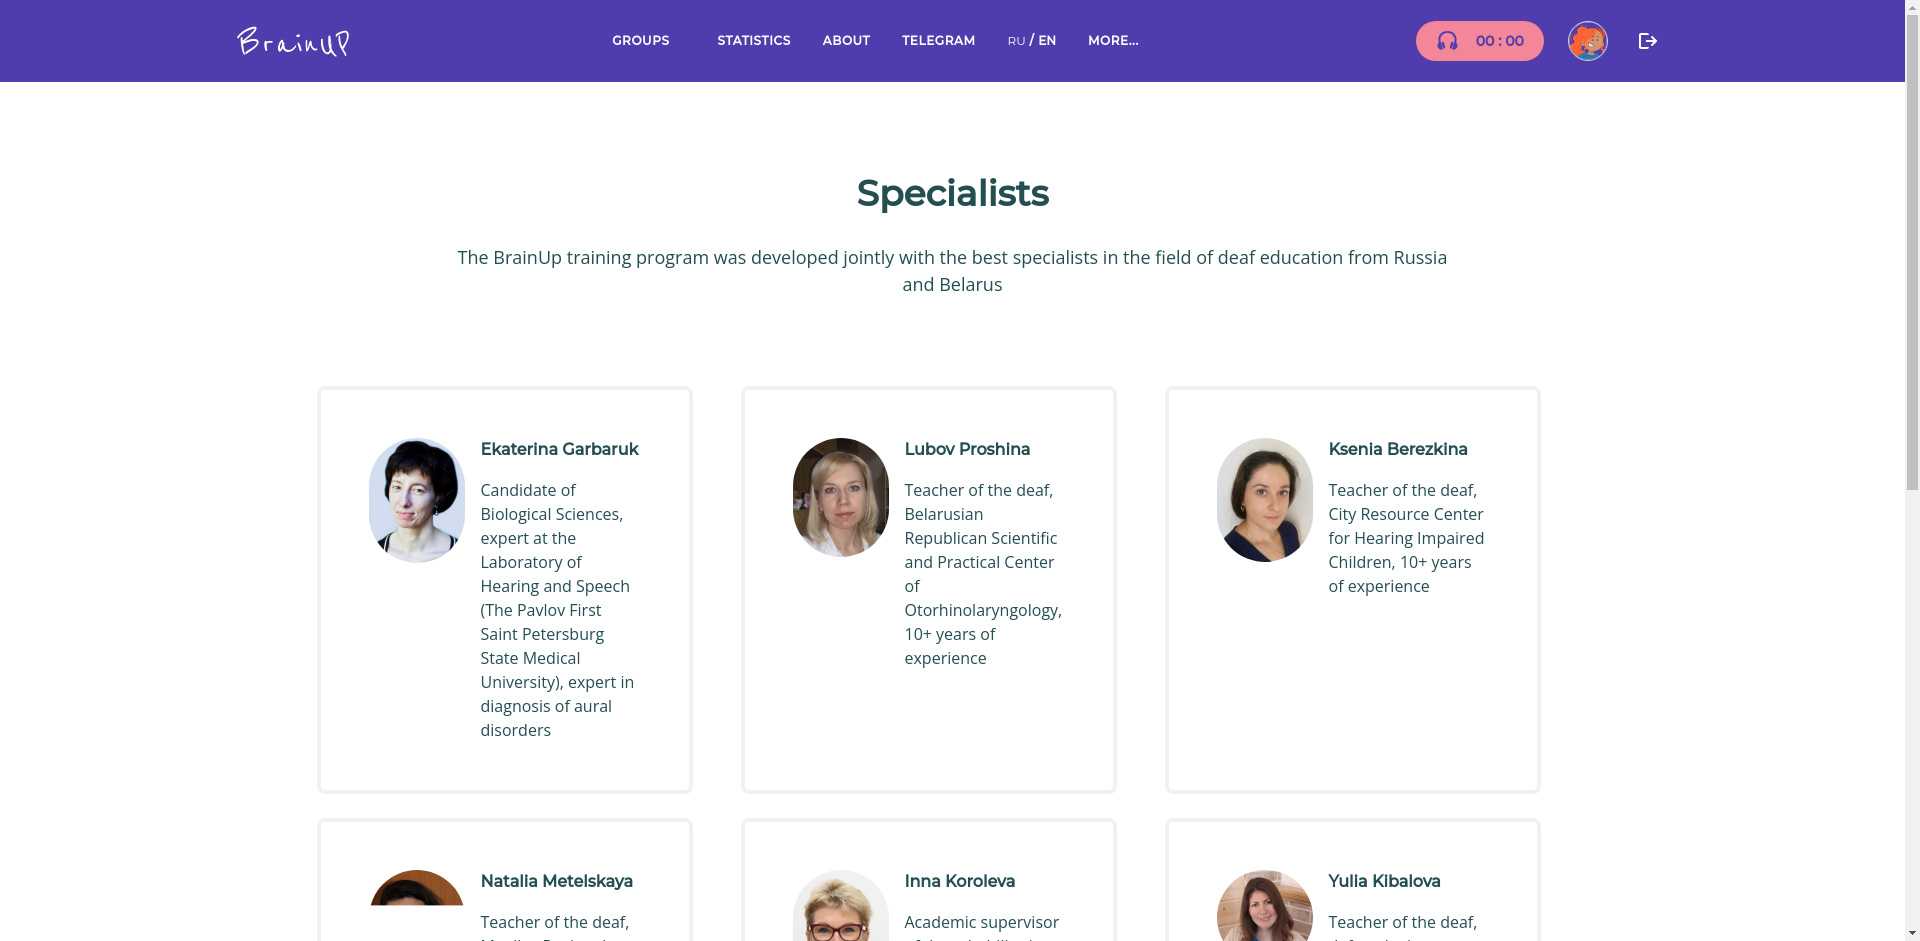 BrainUp
GROUPS
STATISTICS
ABOUT
TELEGRAM
RU / EN
MORE...
00 : 00
Specialists
The BrainUp training program was developed jointly with the best specialists in the field of deaf education from Russia
and Belarus
Ekaterina Garbaruk
Candidate of
Biological Sciences,
expert at the
Laboratory of
Hearing and Speech
(The Pavlov First
Saint Petersburg
State Medical
University), expert in
diagnosis of aural
disorders
Lubov Proshina
Teacher of the deaf,
Belarusian
Republican Scientific
and Practical Center
of
Otorhinolaryngology,
10+ years of
experience
Ksenia Berezkina
Teacher of the deaf,
City Resource Center
for Hearing Impaired
Children, 10+ years
of experience
Natalia Metelskaya
Teacher of the deaf,
Inna Koroleva
Academic supervisor
Yulia Kibalova
Teacher of the deaf,